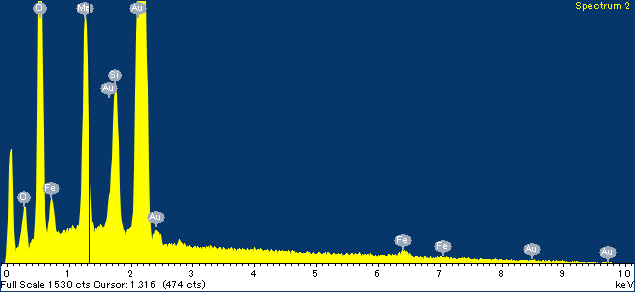 Spectrum 2
O Mg Au
Si
Au
O Fe
Au
Fe Fe Au Au
0 1 2 3 4 5 6 7 8 9 10
Full Scale 1530 cts Cursor: 1.316 (474 cts) keV